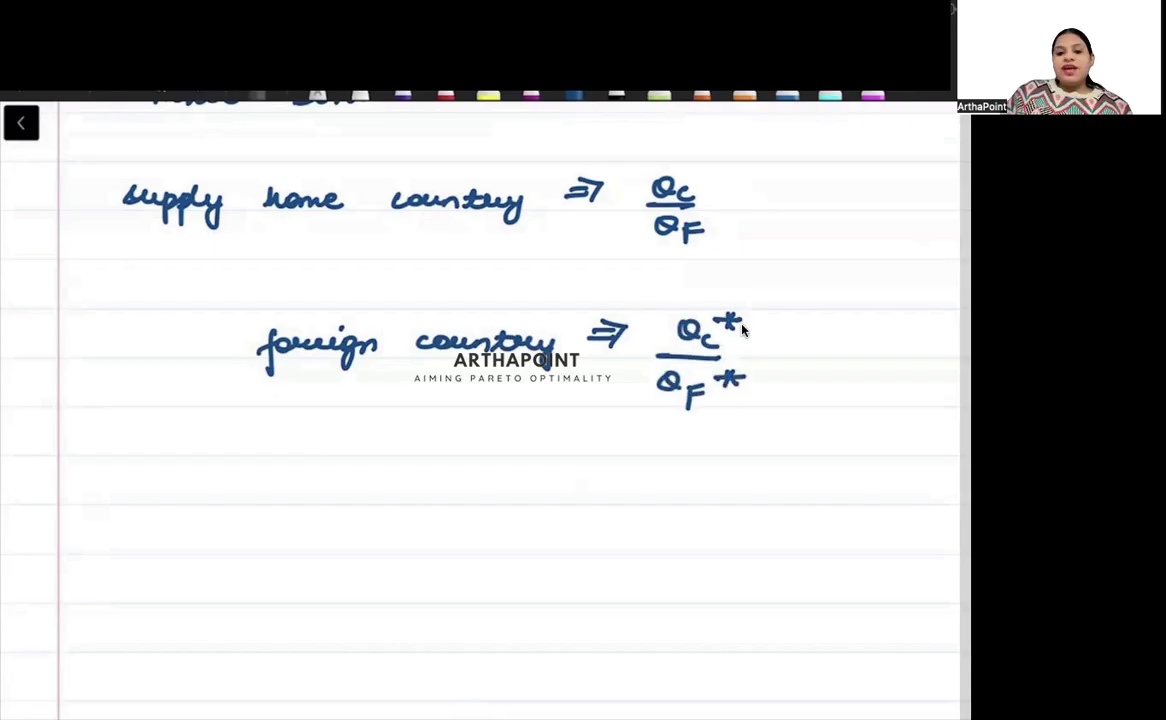 ArthaPoint
supply home country ⇒ Qc/QF
foreign country ⇒ Qc*/QF*
ARTHAPOINT
AIMING PARETO OPTIMALITY